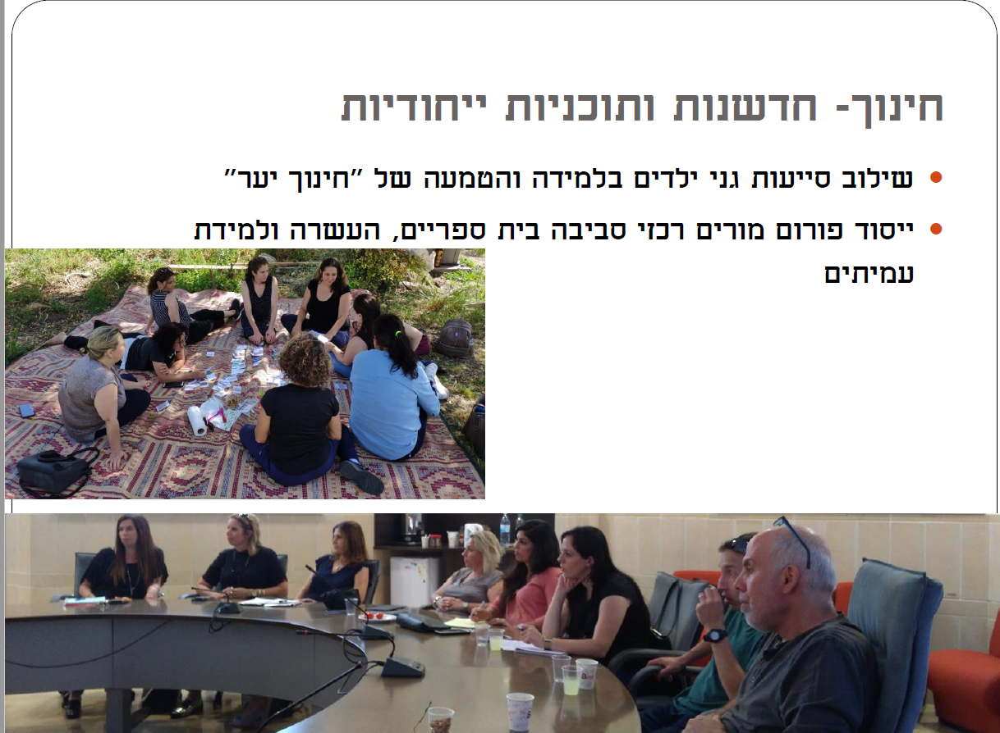 חינוך- חדשנות ותוכניות ייחודיות
• שילוב סייעות גני ילדים בלמידה והטמעה של "חינוך יער"
• ייסוד פורום מורים רכזי סביבה בית ספריים, העשרה ולמידת
עמיתים